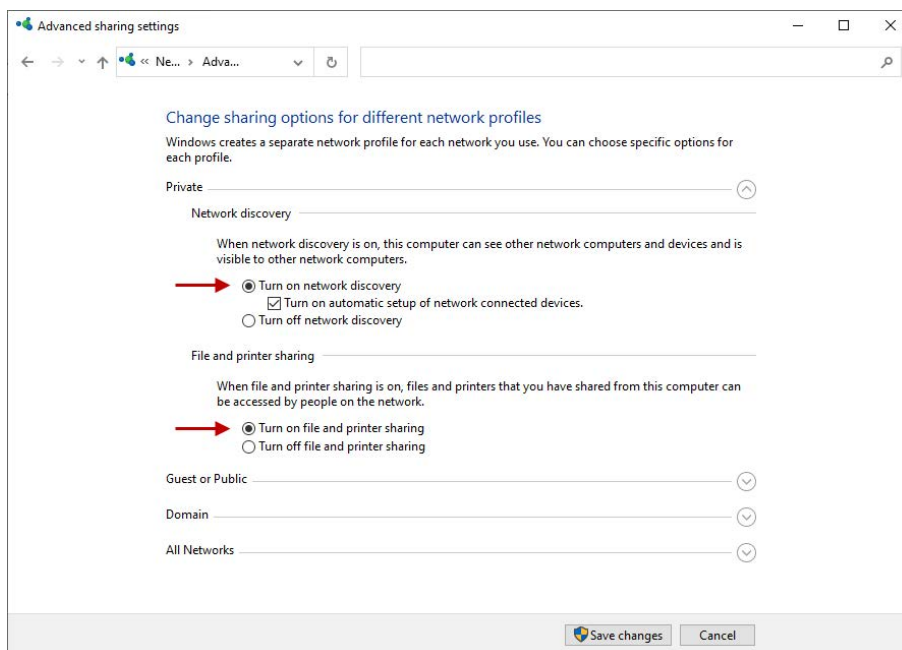 Advanced sharing settings
« Ne... › Adva...
Change sharing options for different network profiles
Windows creates a separate network profile for each network you use. You can choose specific options for
each profile.
Private
Network discovery
When network discovery is on, this computer can see other network computers and devices and is
visible to other network computers.
Turn on network discovery
Turn on automatic setup of network connected devices.
Turn off network discovery
File and printer sharing
When file and printer sharing is on, files and printers that you have shared from this computer can
be accessed by people on the network.
Turn on file and printer sharing
Turn off file and printer sharing
Guest or Public
Domain
All Networks
Save changes Cancel